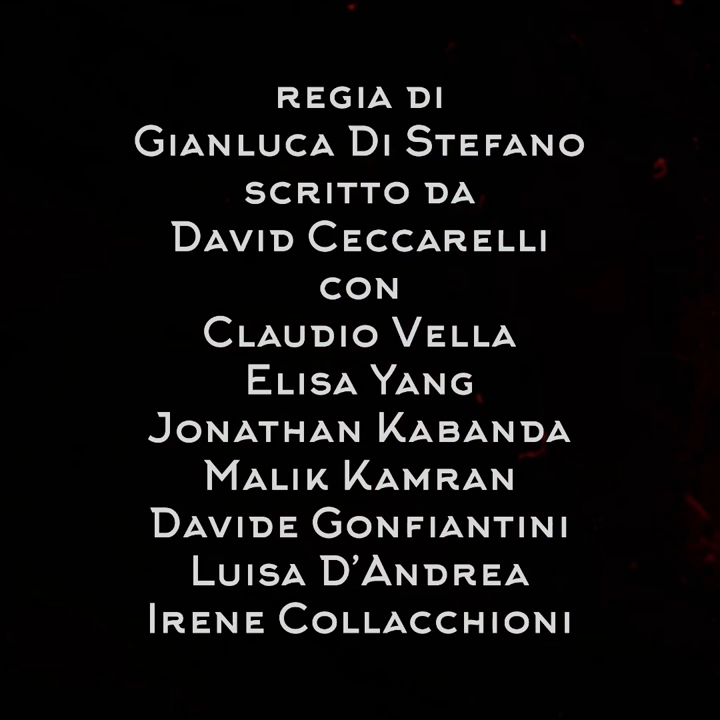 REGIA DI
GIANLUCA DI STEFANO
SCRITTO DA
DAVID CECCARELLI
CON
CLAUDIO VELLA
ELISA YANG
JONATHAN KABANDA
MALIK KAMRAN
DAVIDE GONFIANTINI
LUISA D'ANDREA
IRENE COLLACCHIONI